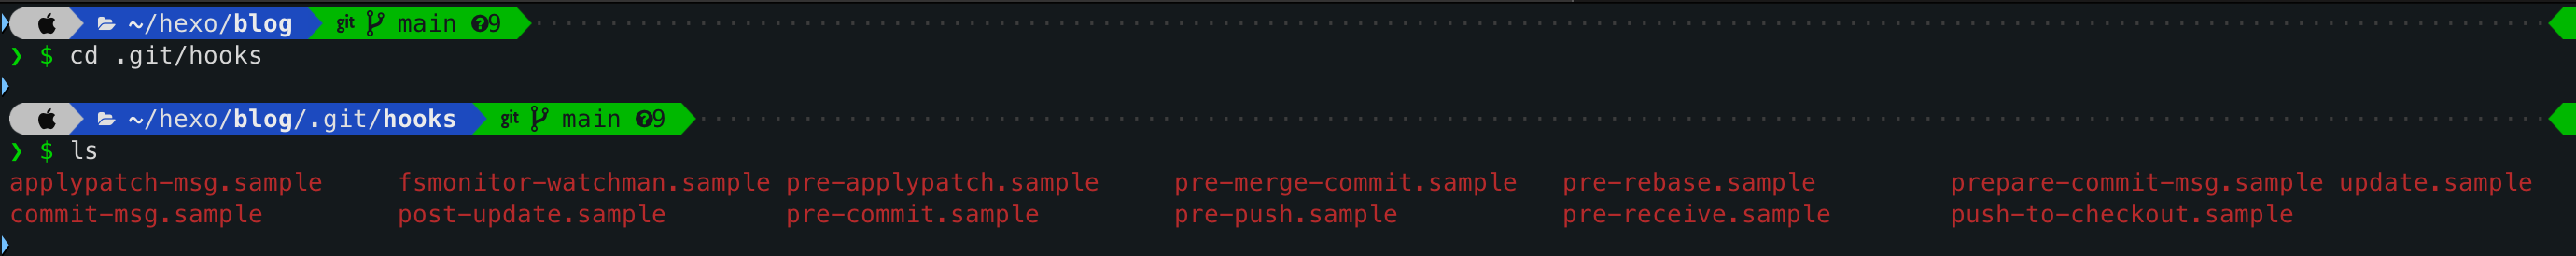 ~/hexo/blog git main ?9
❯ $ cd .git/hooks
~/hexo/blog/.git/hooks git main ?9
❯ $ ls
applypatch-msg.sample fsmonitor-watchman.sample pre-applypatch.sample pre-merge-commit.sample pre-rebase.sample prepare-commit-msg.sample update.sample
commit-msg.sample post-update.sample pre-commit.sample pre-push.sample pre-receive.sample push-to-checkout.sample